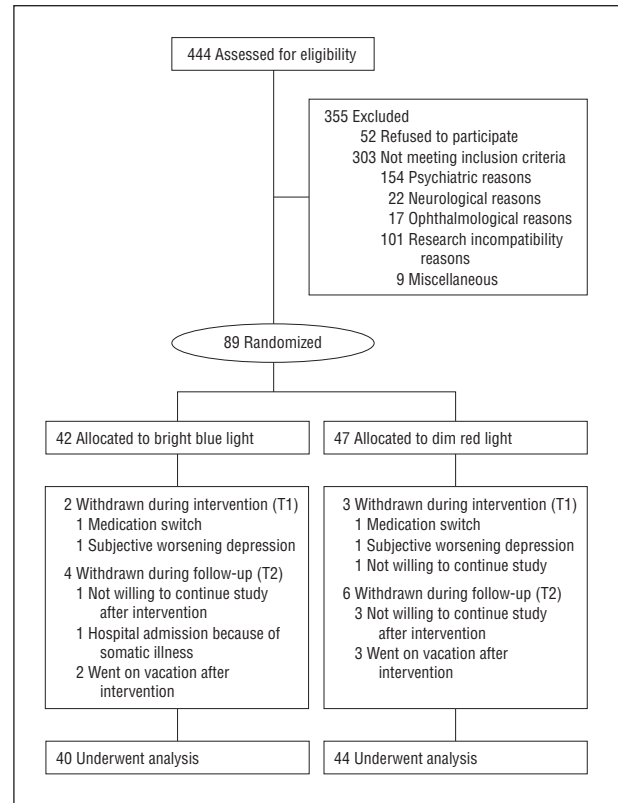 444 Assessed for eligibility
355 Excluded
52 Refused to participate
303 Not meeting inclusion criteria
154 Psychiatric reasons
22 Neurological reasons
17 Ophthalmological reasons
101 Research incompatibility
reasons
9 Miscellaneous
89 Randomized
42 Allocated to bright blue light
47 Allocated to dim red light
2 Withdrawn during intervention (T1)
1 Medication switch
1 Subjective worsening depression
4 Withdrawn during follow-up (T2)
1 Not willing to continue study
after intervention
1 Hospital admission because of
somatic illness
2 Went on vacation after
intervention
3 Withdrawn during intervention (T1)
1 Medication switch
1 Subjective worsening depression
1 Not willing to continue study
6 Withdrawn during follow-up (T2)
3 Not willing to continue study
after intervention
3 Went on vacation after
intervention
40 Underwent analysis
44 Underwent analysis